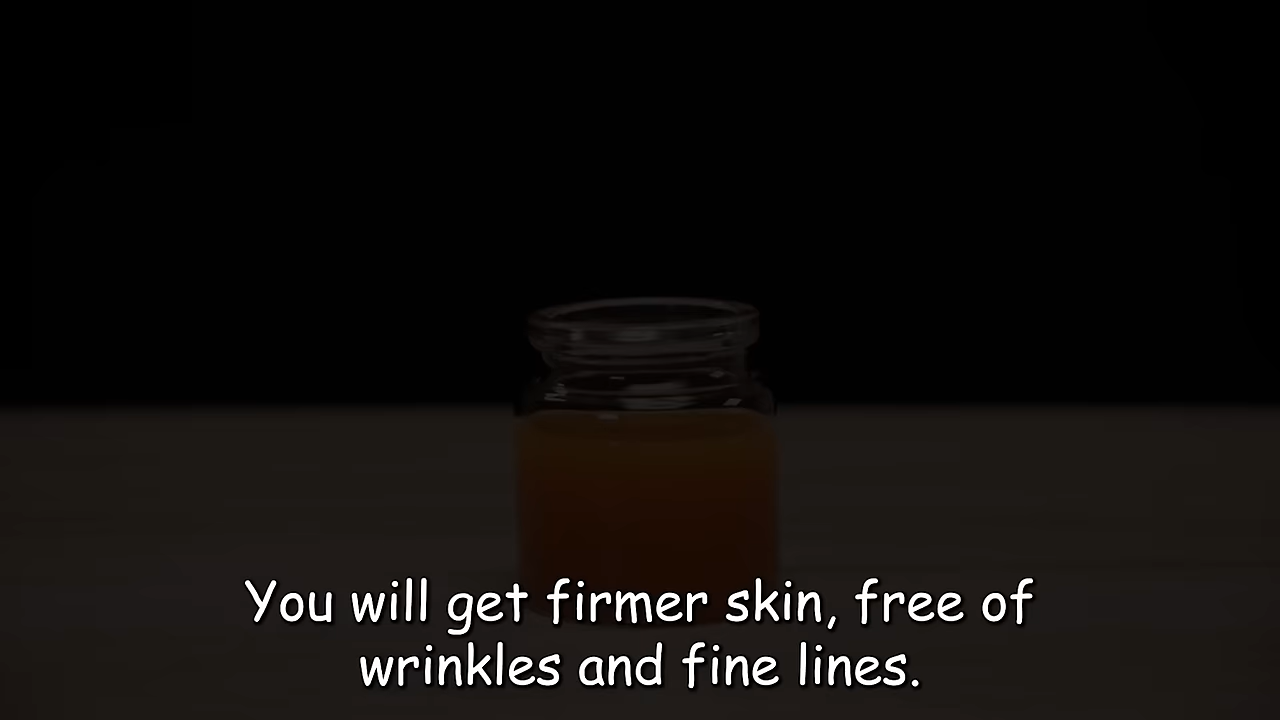 You will get firmer skin, free of
wrinkles and fine lines.